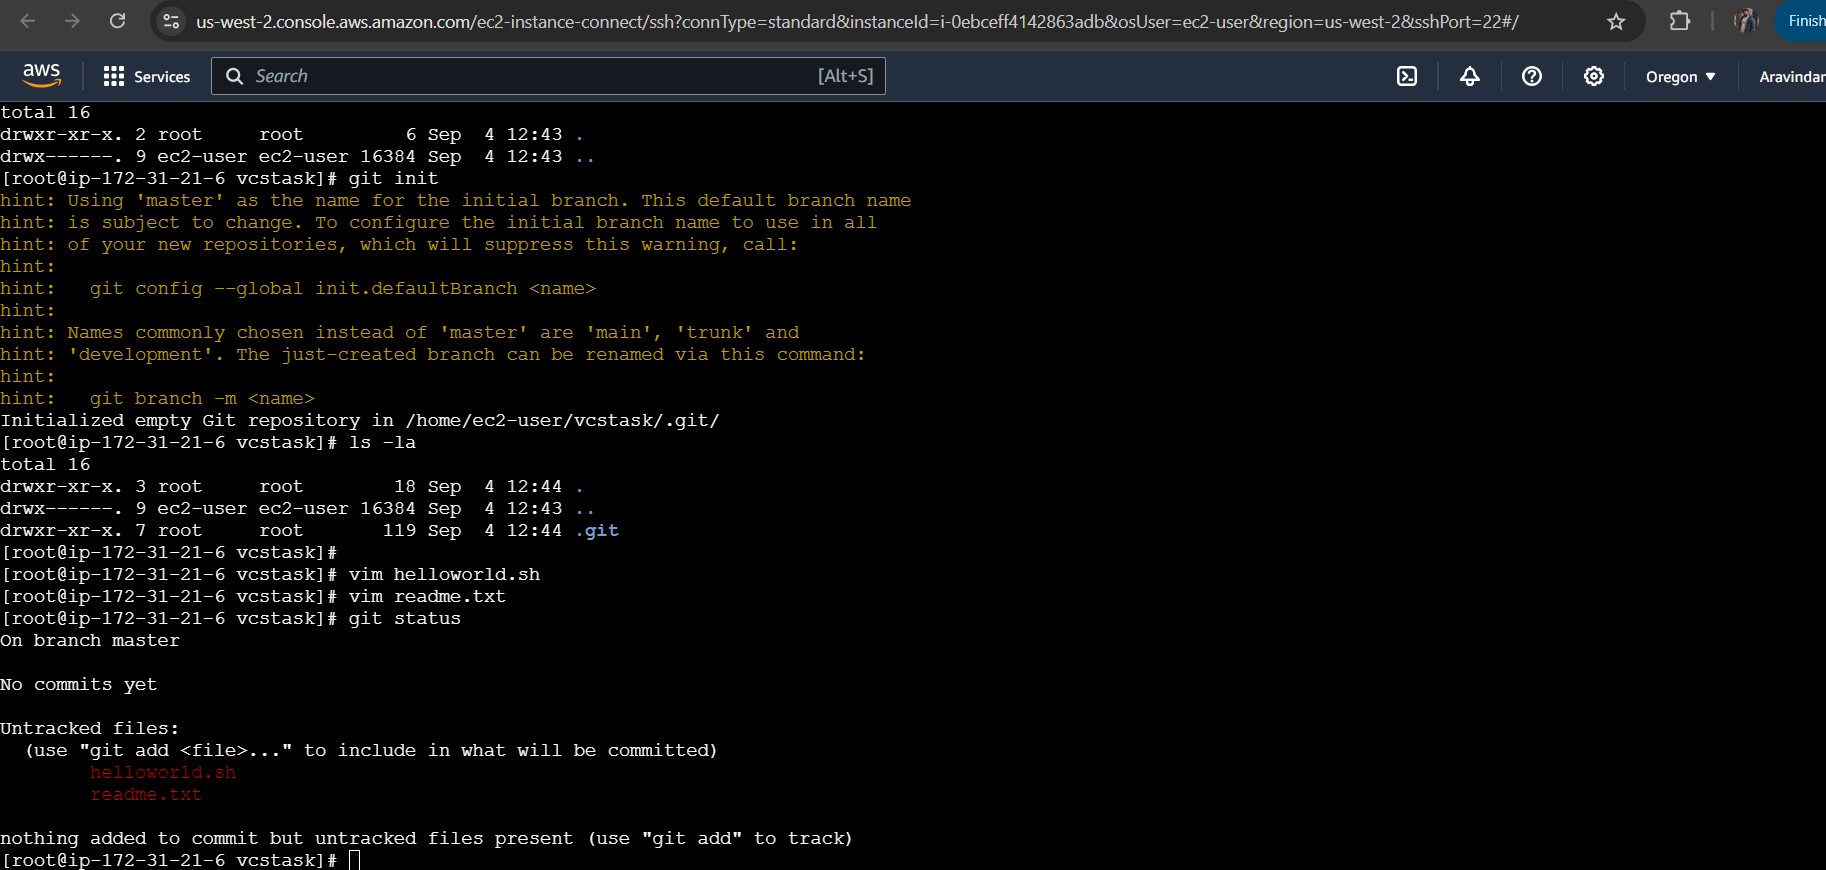 us-west-2.console.aws.amazon.com/ec2-instance-connect/ssh?connType=standard&instanceId=i-0ebceff4142863adb&osUser=ec2-user&region=us-west-2&sshPort=22#/
Finish
aws
Services
Search
[Alt+S]
Oregon
Aravindar
total 16
drwxr-xr-x. 2 root     root         6 Sep  4 12:43 .
drwx------. 9 ec2-user ec2-user 16384 Sep  4 12:43 ..
[root@ip-172-31-21-6 vcstask]# git init
hint: Using 'master' as the name for the initial branch. This default branch name
hint: is subject to change. To configure the initial branch name to use in all
hint: of your new repositories, which will suppress this warning, call:
hint:
hint:   git config --global init.defaultBranch <name>
hint:
hint: Names commonly chosen instead of 'master' are 'main', 'trunk' and
hint: 'development'. The just-created branch can be renamed via this command:
hint:
hint:   git branch -m <name>
Initialized empty Git repository in /home/ec2-user/vcstask/.git/
[root@ip-172-31-21-6 vcstask]# ls -la
total 16
drwxr-xr-x. 3 root     root        18 Sep  4 12:44 .
drwx------. 9 ec2-user ec2-user 16384 Sep  4 12:43 ..
drwxr-xr-x. 7 root     root       119 Sep  4 12:44 .git
[root@ip-172-31-21-6 vcstask]#
[root@ip-172-31-21-6 vcstask]# vim helloworld.sh
[root@ip-172-31-21-6 vcstask]# vim readme.txt
[root@ip-172-31-21-6 vcstask]# git status
On branch master
No commits yet
Untracked files:
  (use "git add <file>..." to include in what will be committed)
        helloworld.sh
        readme.txt
nothing added to commit but untracked files present (use "git add" to track)
[root@ip-172-31-21-6 vcstask]#